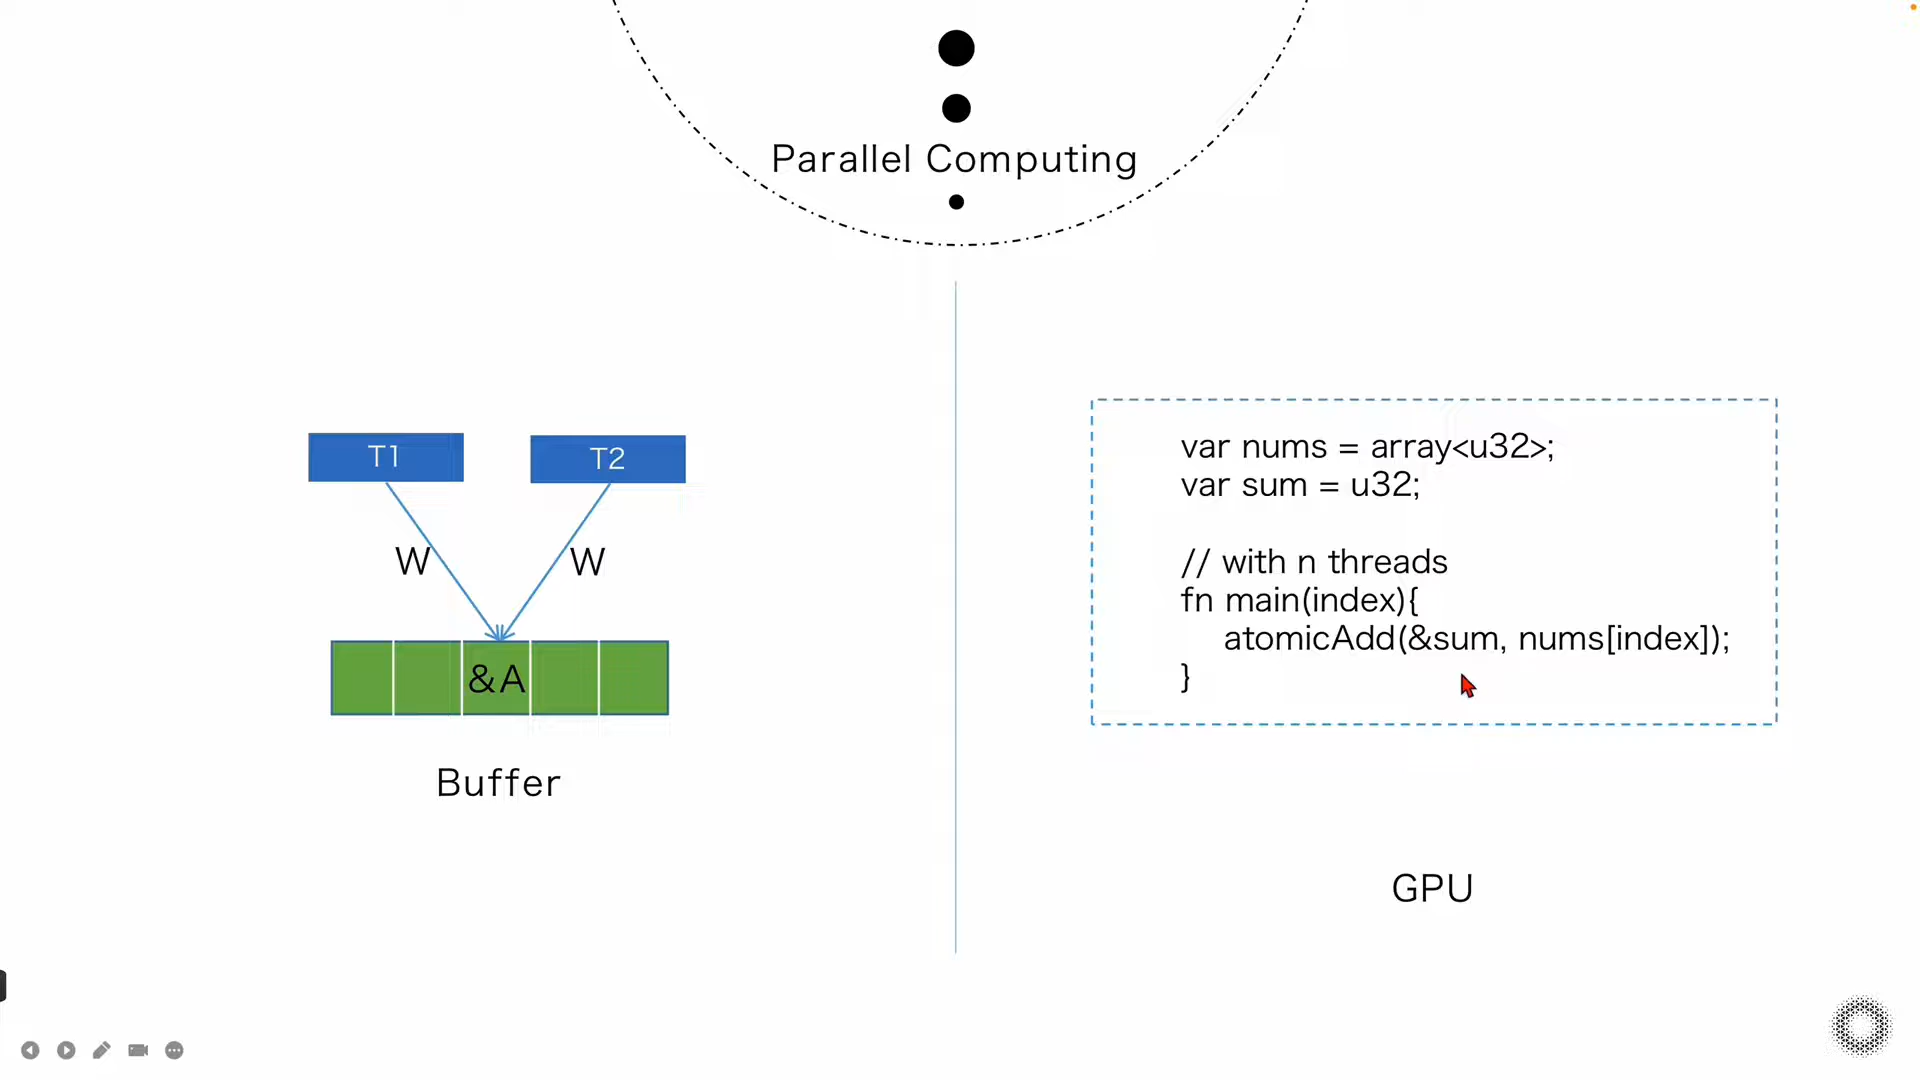 Parallel Computing
T1
T2
W
W
&A
Buffer
var nums = array<u32>;
var sum = u32;
// with n threads
fn main(index){
atomicAdd(&sum, nums[index]);
}
GPU